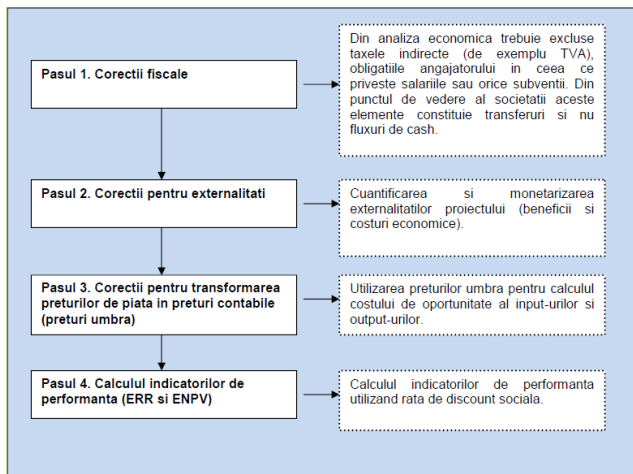 Pasul 1. Corectii fiscale
Din analiza economica trebuie excluse
taxele indirecte (de exemplu TVA),
obligatiile angajatorului in ceea ce
priveste salariile sau orice subventii. Din
punctul de vedere al societatii aceste
elemente constituie transferuri si nu
fluxuri de cash.
Pasul 2. Corectii pentru externalitati
Cuantificarea si monetarizarea
externalitatilor proiectului (beneficii si
costuri economice).
Pasul 3. Corectii pentru transformarea
preturilor de piata in preturi contabile
(preturi umbra)
Utilizarea preturilor umbra pentru calculul
costului de oportunitate al input-urilor si
output-urilor.
Pasul 4. Calculul indicatorilor de
performanta (ERR si ENPV)
Calculul indicatorilor de performanta
utilizand rata de discount sociala.